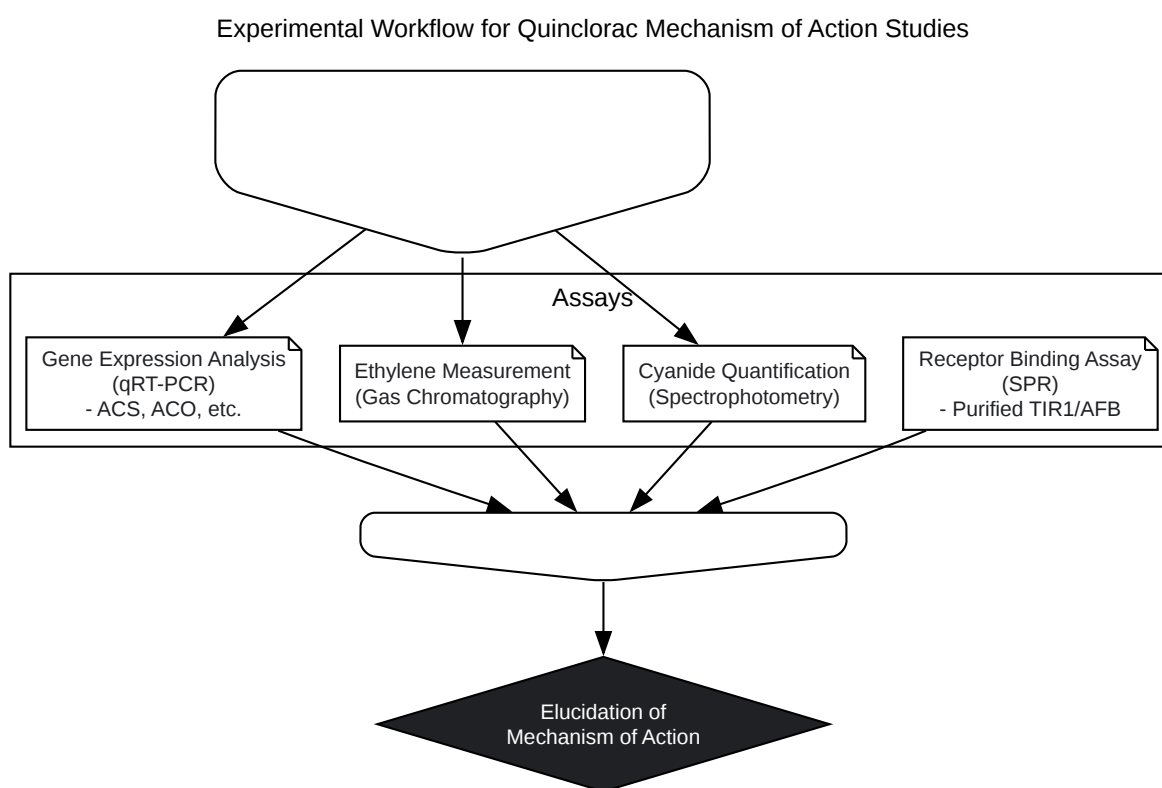 Experimental Workflow for Quinclorac Mechanism of Action Studies
Assays
Gene Expression Analysis
(qRT-PCR)
- ACS, ACO, etc.
Ethylene Measurement
(Gas Chromatography)
Cyanide Quantification
(Spectrophotometry)
Receptor Binding Assay
(SPR)
- Purified TIR1/AFB
Elucidation of
Mechanism of Action